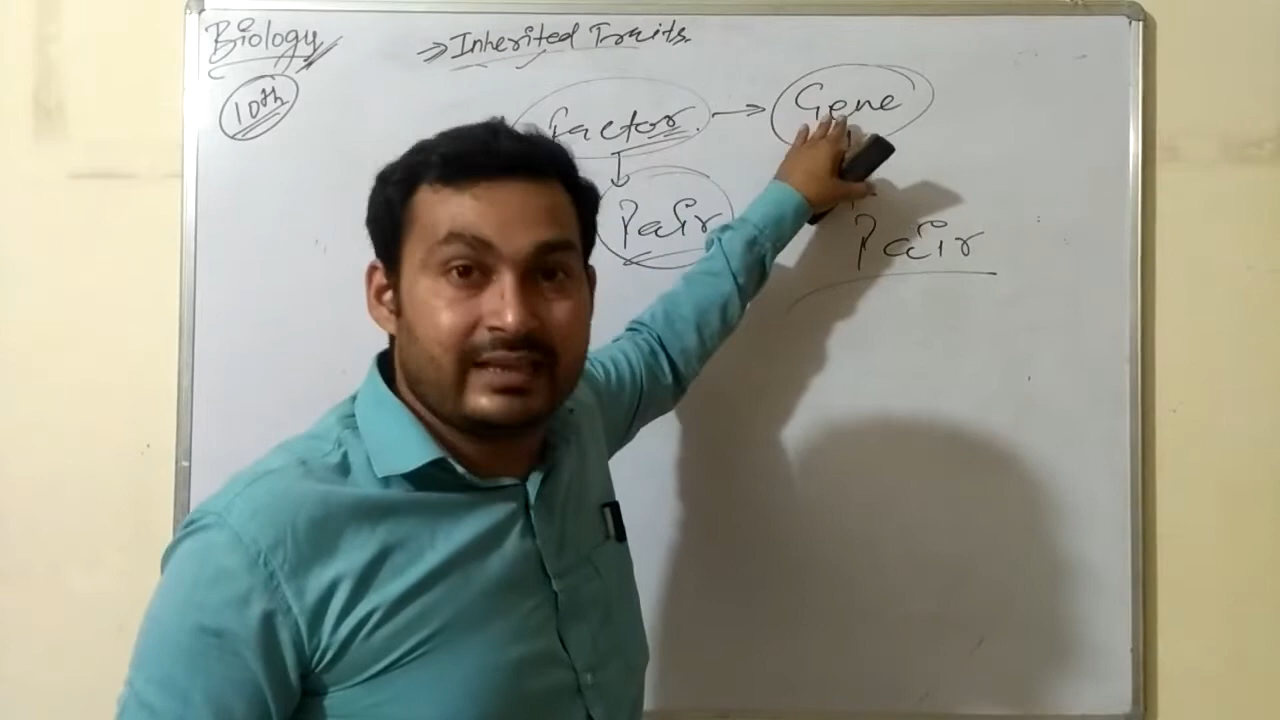 Biology
⇒ Inherited Traits.
10th
Factor. → Gene
Pair
Pair